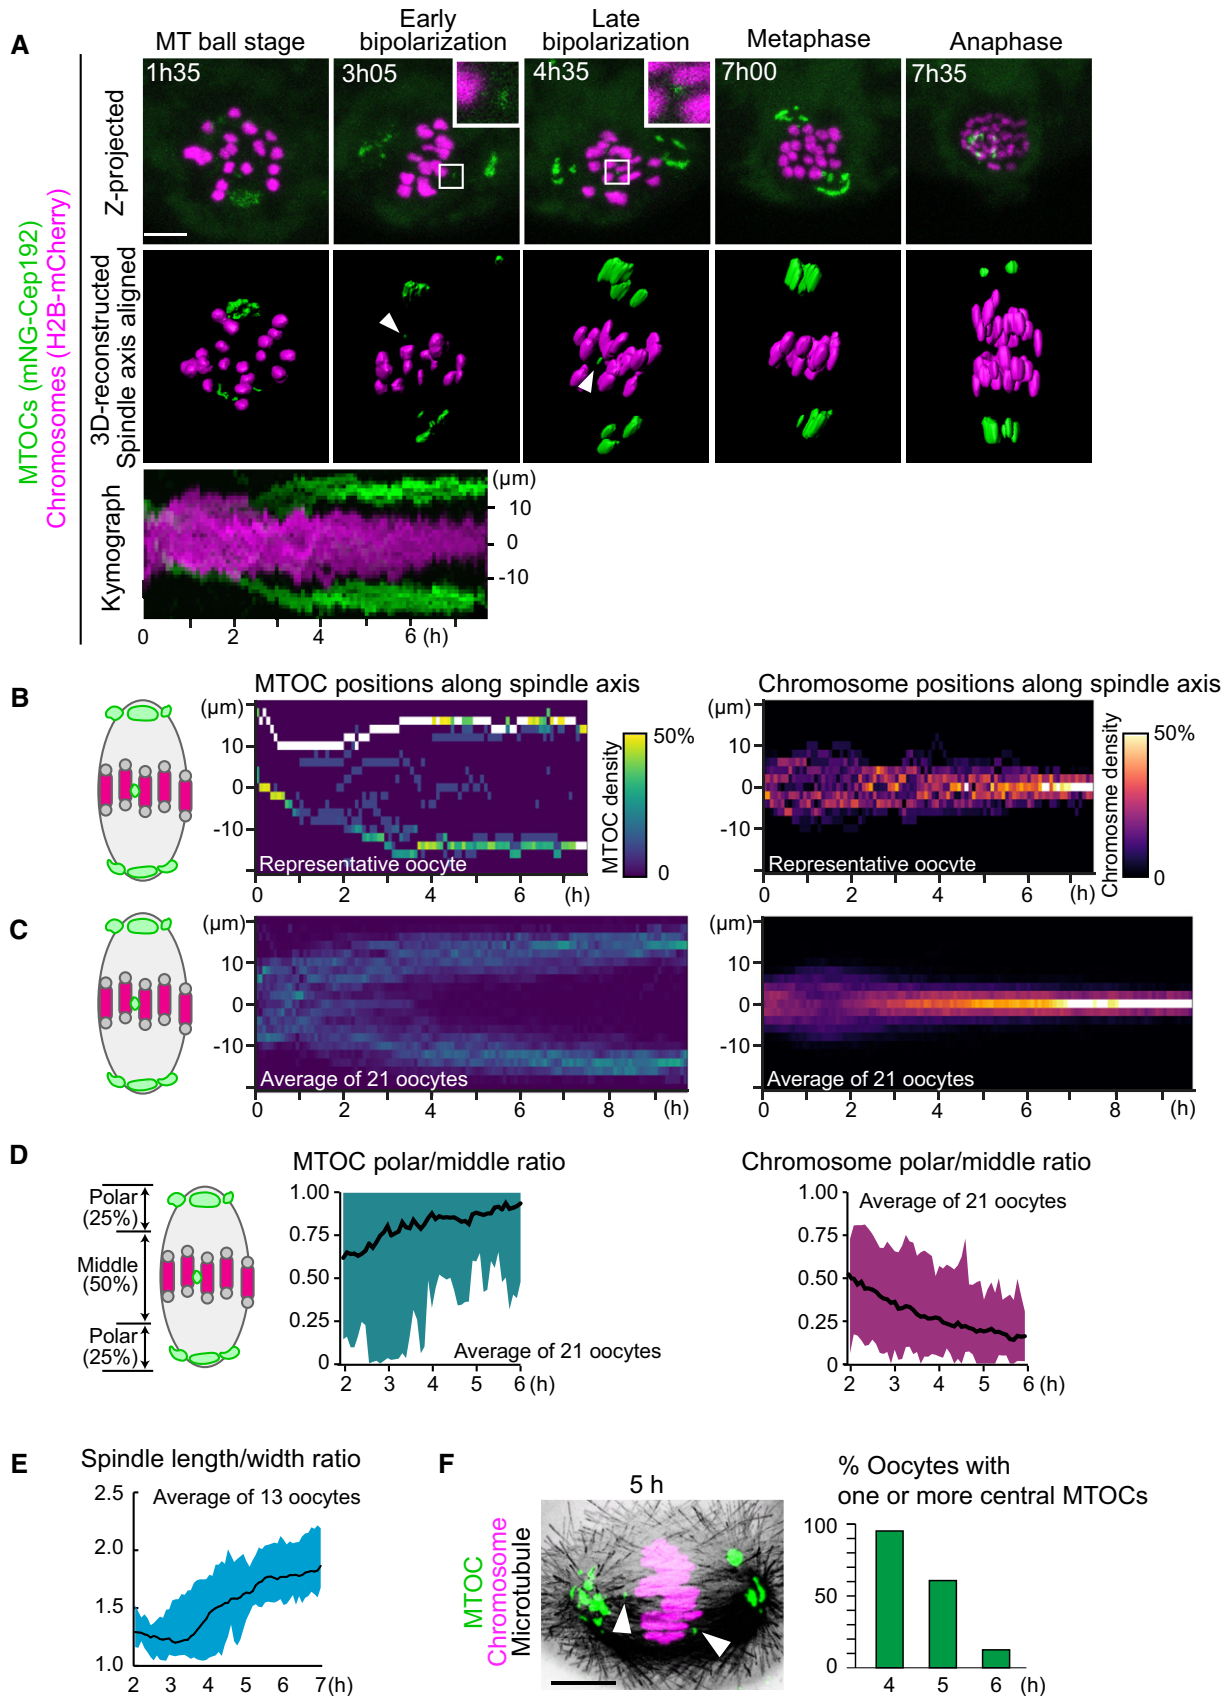 A
MT ball stage
Early
bipolarization
Late
bipolarization
Metaphase
Anaphase
MTOCs (mNG-Cep192)
Chromosomes (H2B-mCherry)
Z-projected
1h35
3h05
4h35
7h00
7h35
3D-reconstructed
Spindle axis aligned
Kymograph
(μm)
10
0
-10
0 2 4 6 (h)
B
MTOC positions along spindle axis
(μm)
10
0
-10
Representative oocyte
0 2 4 6 (h)
MTOC density
50%
0
Chromosome positions along spindle axis
(μm)
10
0
-10
Representative oocyte
0 2 4 6 (h)
Chromosme density
50%
0
C
(μm)
10
0
-10
Average of 21 oocytes
0 2 4 6 8 (h)
(μm)
10
0
-10
Average of 21 oocytes
0 2 4 6 8 (h)
D
Polar
(25%)
Middle
(50%)
Polar
(25%)
MTOC polar/middle ratio
1.00
0.75
0.50
0.25
0
Average of 21 oocytes
2 3 4 5 6 (h)
Chromosome polar/middle ratio
1.00
0.75
0.50
0.25
0
Average of 21 oocytes
2 3 4 5 6 (h)
E
Spindle length/width ratio
Average of 13 oocytes
2.5
2.0
1.5
1.0
2 3 4 5 6 7 (h)
F
5 h
MTOC
Chromosome
Microtubule
% Oocytes with
one or more central MTOCs
100
50
0
4 5 6 (h)